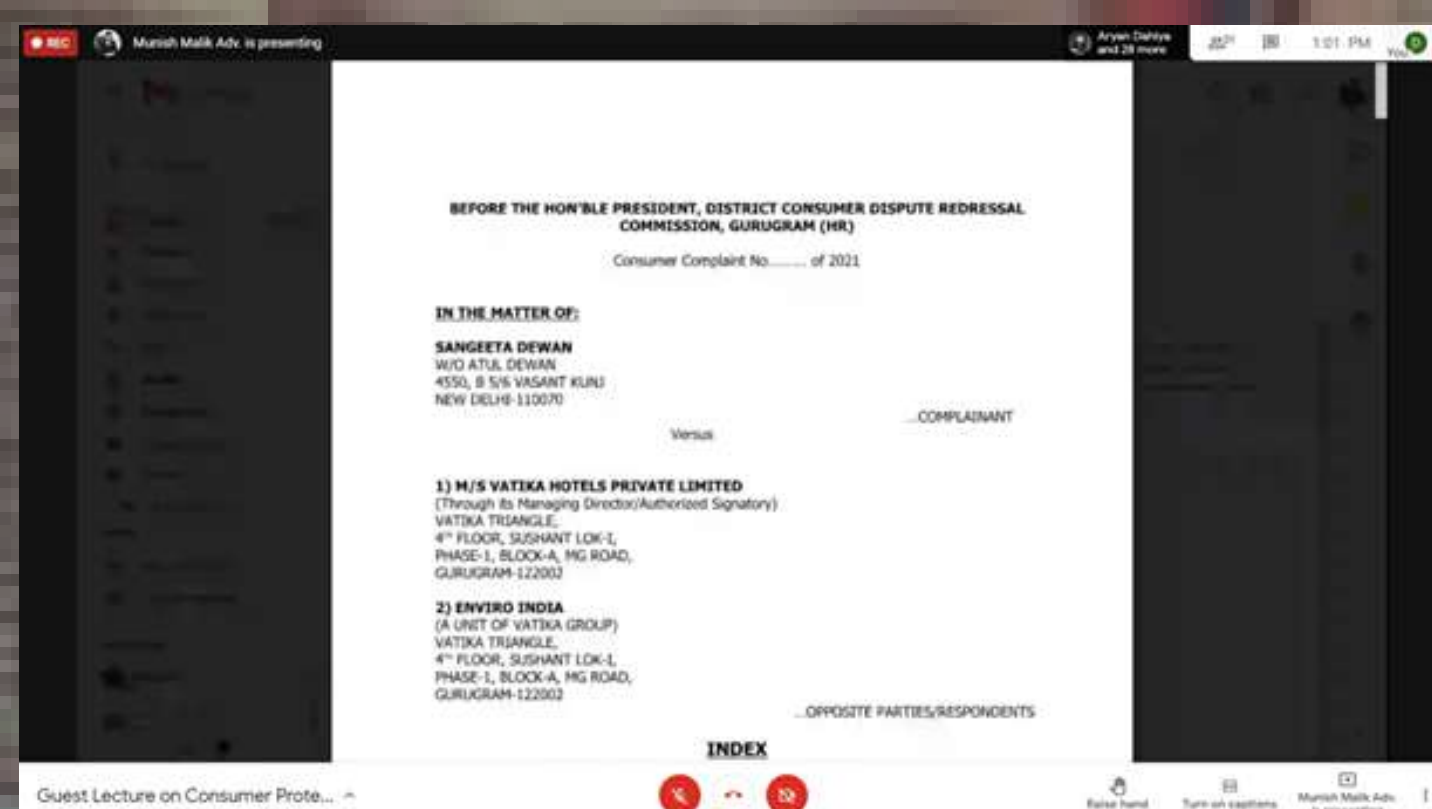 REC
Munish Malik Adv. is presenting
Aryan Dahiya
and 28 more
1:01 PM
You
BEFORE THE HON'BLE PRESIDENT, DISTRICT CONSUMER DISPUTE REDRESSAL
COMMISSION, GURUGRAM (HR)
Consumer Complaint No......... of 2021
IN THE MATTER OF:
SANGEETA DEWAN
W/O ATUL DEWAN
4550, B 5/6 VASANT KUNJ
NEW DELHI-110070
...COMPLAINANT
Versus
1) M/S VATIKA HOTELS PRIVATE LIMITED
(Through its Managing Director/Authorized Signatory)
VATIKA TRIANGLE,
4TH FLOOR, SUSHANT LOK-I,
PHASE-1, BLOCK-A, MG ROAD,
GURUGRAM-122002
2) ENVIRO INDIA
(A UNIT OF VATIKA GROUP)
VATIKA TRIANGLE,
4TH FLOOR, SUSHANT LOK-I,
PHASE-1, BLOCK-A, MG ROAD,
GURUGRAM-122002
...OPPOSITE PARTIES/RESPONDENTS
INDEX
Guest Lecture on Consumer Prote...
Raise hand
Turn on captions
Munish Malik Adv.
is presenting